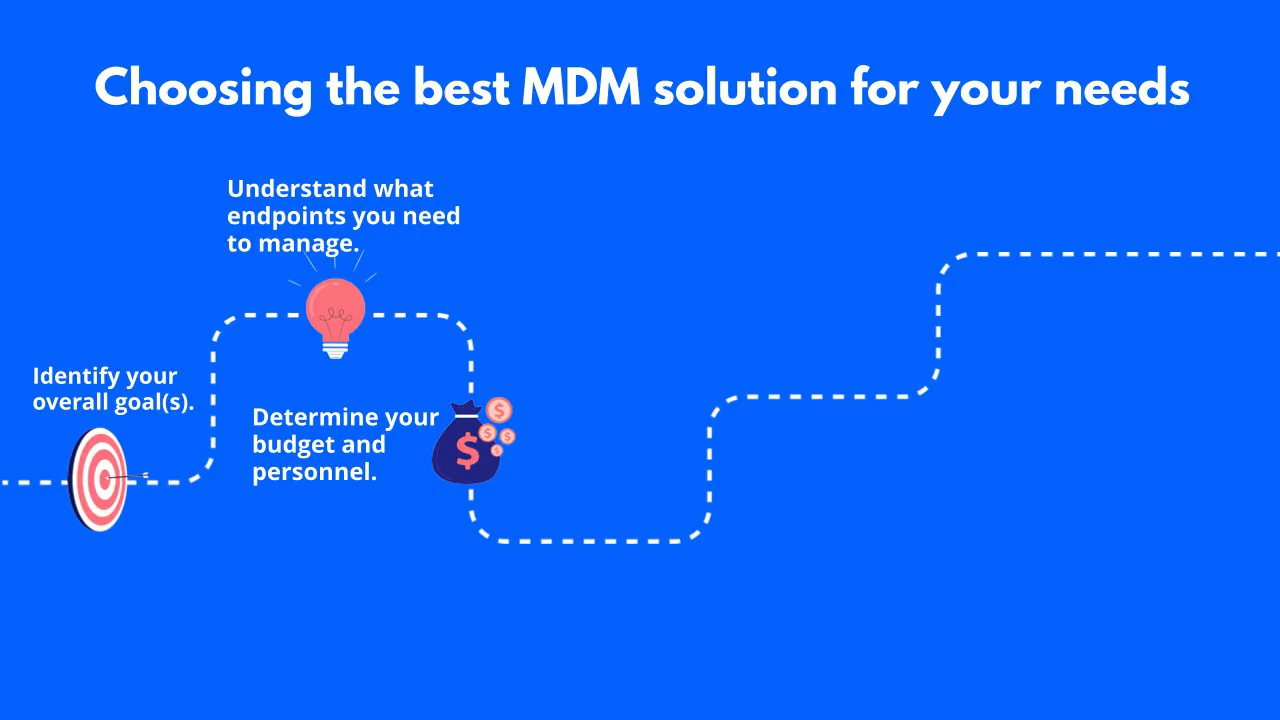 Choosing the best MDM solution for your needs
Understand what
endpoints you need
to manage.
Identify your
overall goal(s).
Determine your
budget and
personnel.
$
$
$
$
$